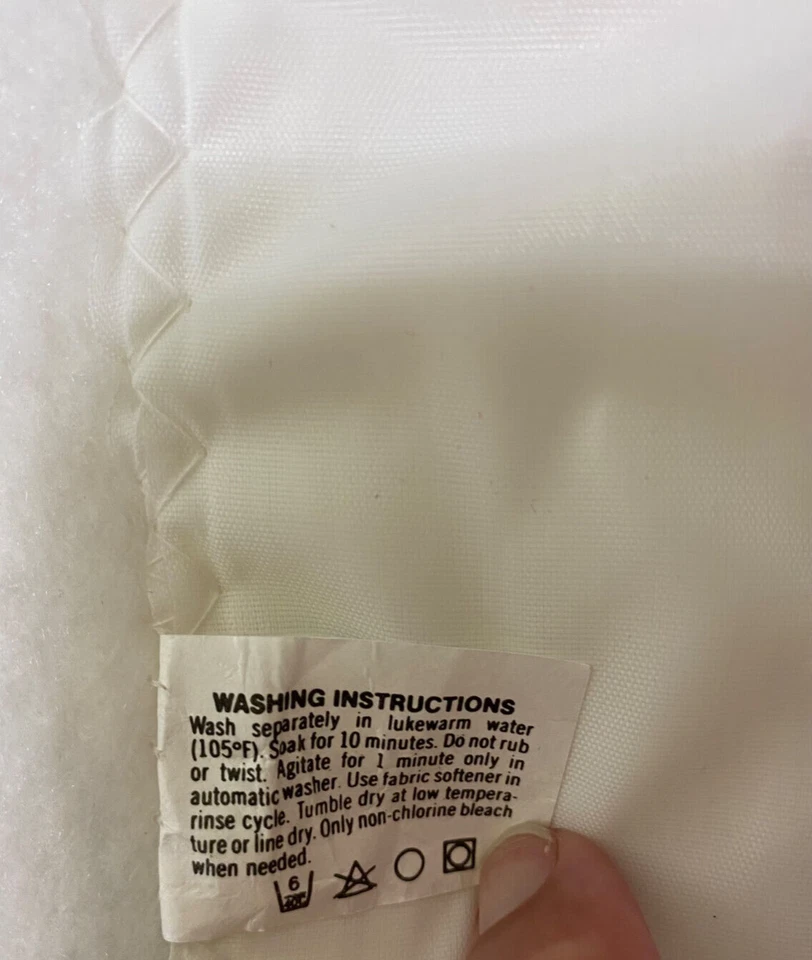 WASHING INSTRUCTIONS
Wash separately in lukewarm water
(105°F). Soak for 10 minutes. Do not rub
or twist. Agitate for 1 minute only in
automatic washer. Use fabric softener in
rinse cycle. Tumble dry at low tempera-
ture or line dry. Only non-chlorine bleach
when needed.
6
40C